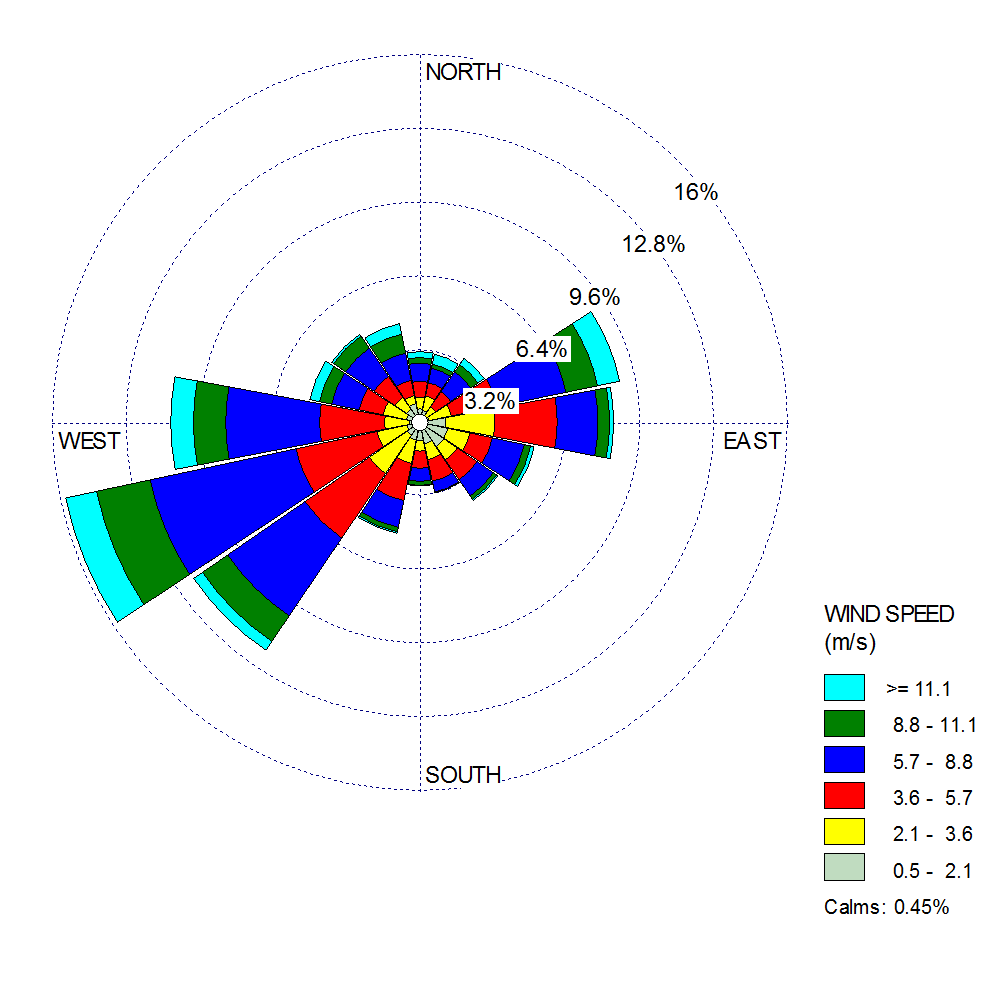 NORTH
16%
12.8%
9.6%
6.4%
3.2%
WEST
EAST
SOUTH
WIND SPEED
(m/s)
>= 11.1
8.8 - 11.1
5.7 - 8.8
3.6 - 5.7
2.1 - 3.6
0.5 - 2.1
Calms: 0.45%